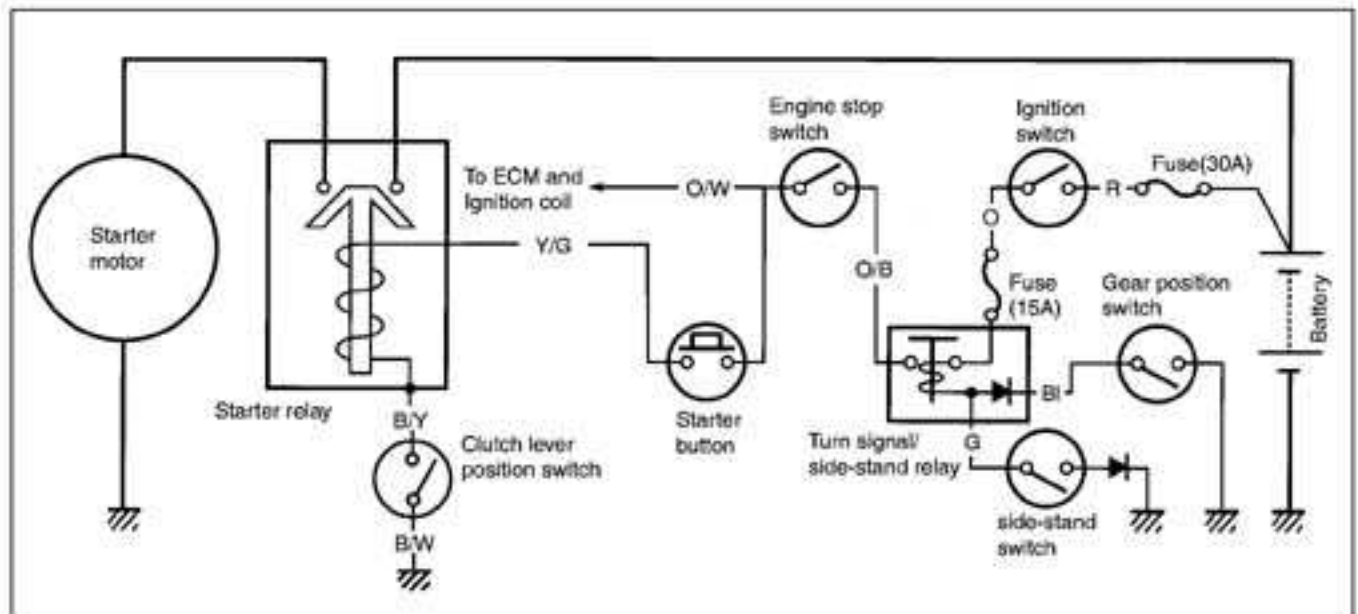 Engine stop
switch
Ignition
switch
Fuse(30A)
To ECM and
Ignition coil
O/W
R
O
Starter
motor
Y/G
O/B
Fuse
(15A)
Gear position
switch
Battery
Starter relay
B/Y
Clutch lever
position switch
B/W
Starter
button
Turn signal/
side-stand relay
Bl
G
side-stand
switch